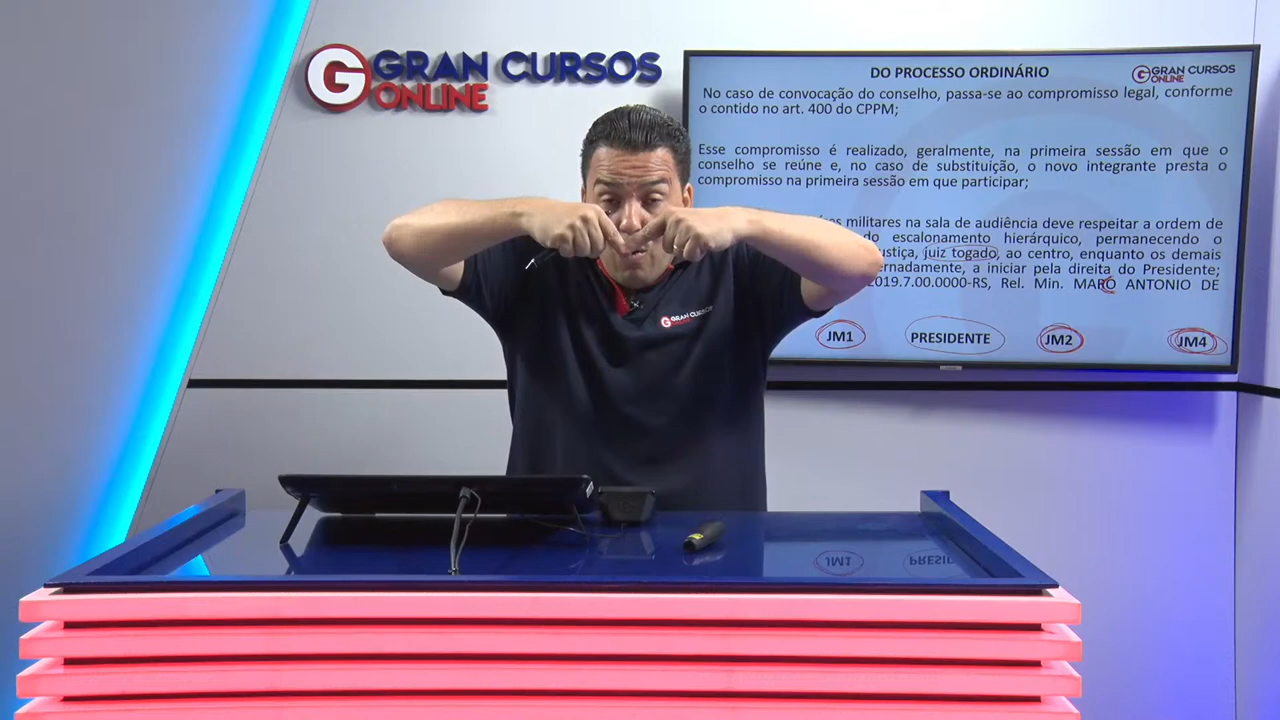 GRAN CURSOS
ONLINE
DO PROCESSO ORDINÁRIO
GRAN CURSOS
ONLINE
No caso de convocação do conselho, passa-se ao compromisso legal, conforme
o contido no art. 400 do CPPM;
Esse compromisso é realizado, geralmente, na primeira sessão em que o
conselho se reúne e, no caso de substituição, o novo integrante presta o
compromisso na primeira sessão em que participar;
militares na sala de audiência deve respeitar a ordem de
do escalonamento hierárquico, permanecendo o
juiz togado, ao centro, enquanto os demais
a iniciar pela direita do Presidente;
2019.7.00.0000-RS, Rel. Min. MARÓ ANTONIO DE
JM1 PRESIDENTE JM2 JM4
GRAN CURSOS
ONLINE